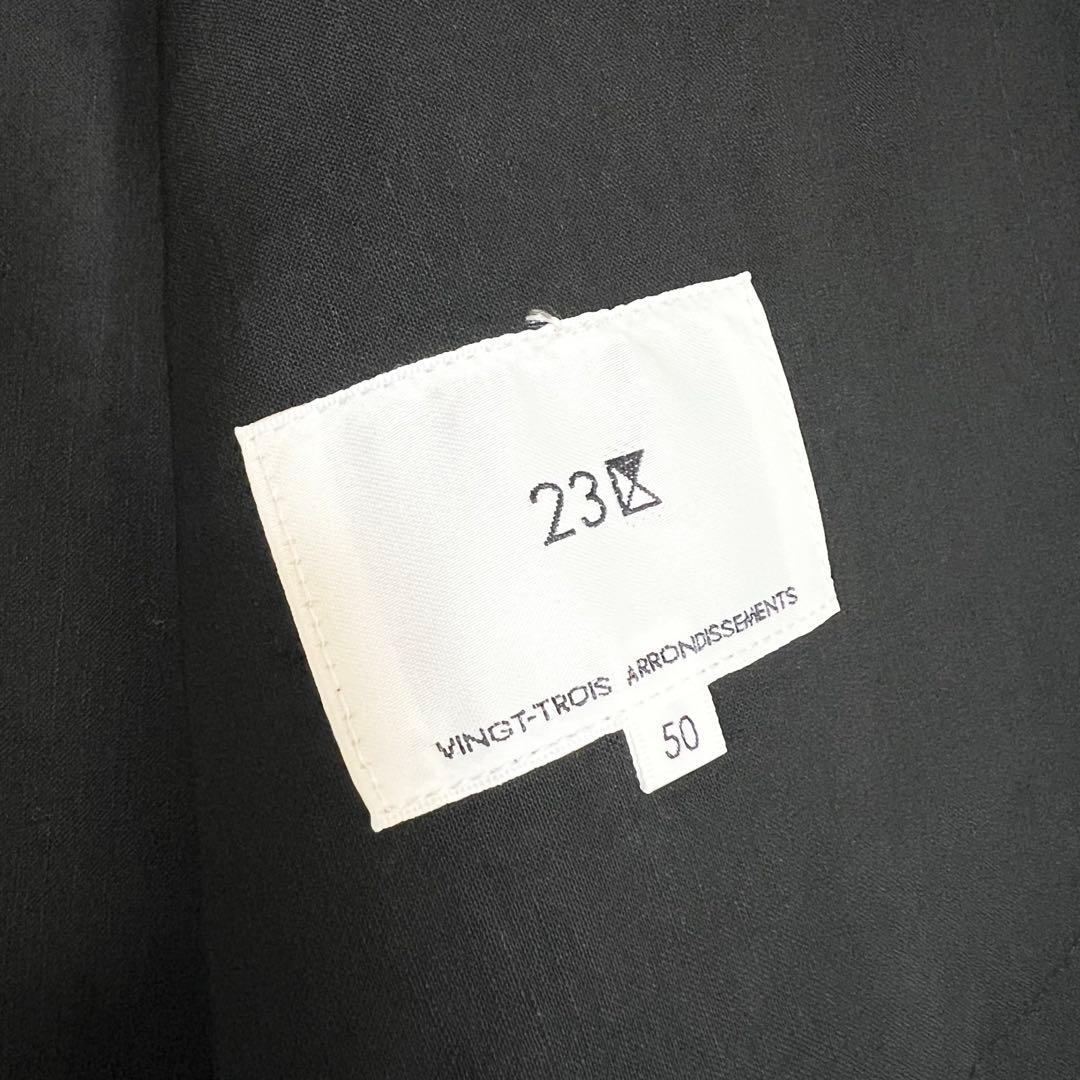 23区
VINGT-TROIS ARRONDISSEMENTS
50